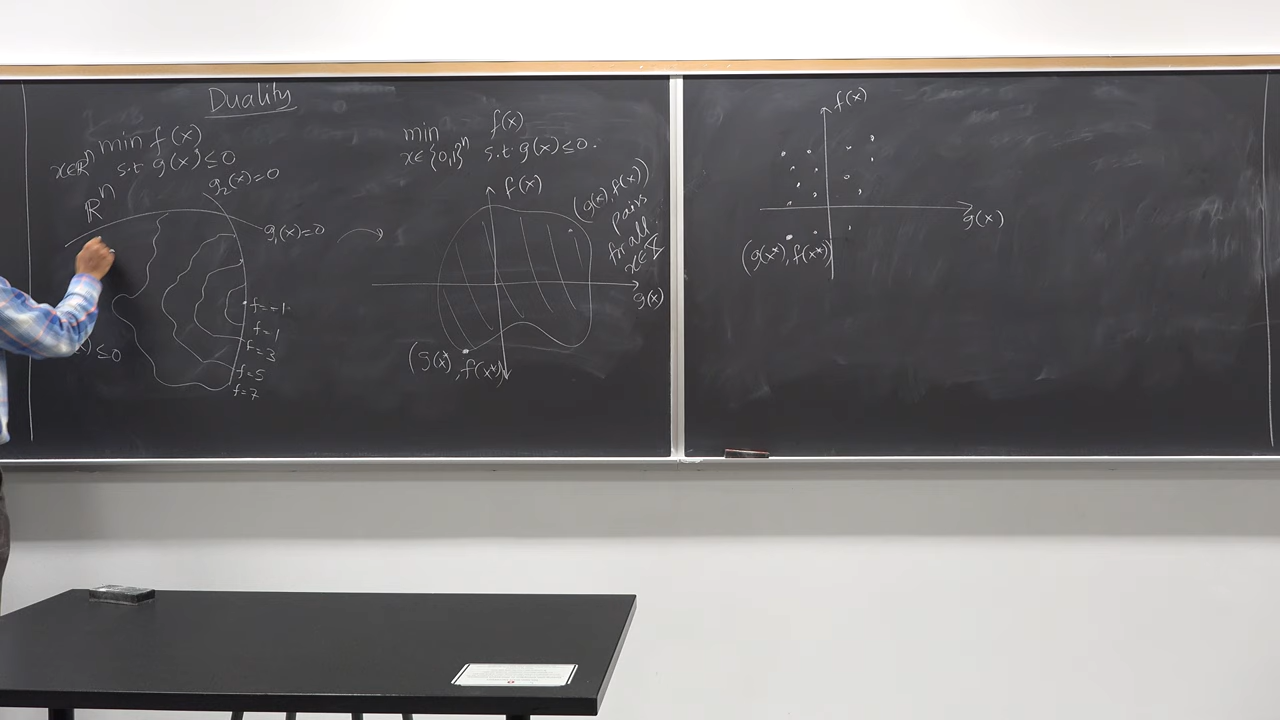 Duality
min f(x)
x∈ℝⁿ s.t. g(x)≤0
ℝⁿ
g₂(x)=0
g₁(x)=0
f=-1
f=1
f=3
f=5
f=7
≤0
min f(x)
x∈{0,1}ⁿ s.t. g(x)≤0.
f(x)
(g(x), f(x))
pairs
for all
x∈X
g(x)
(g(x*), f(x*))
f(x)
g(x)
(g(x*), f(x*))